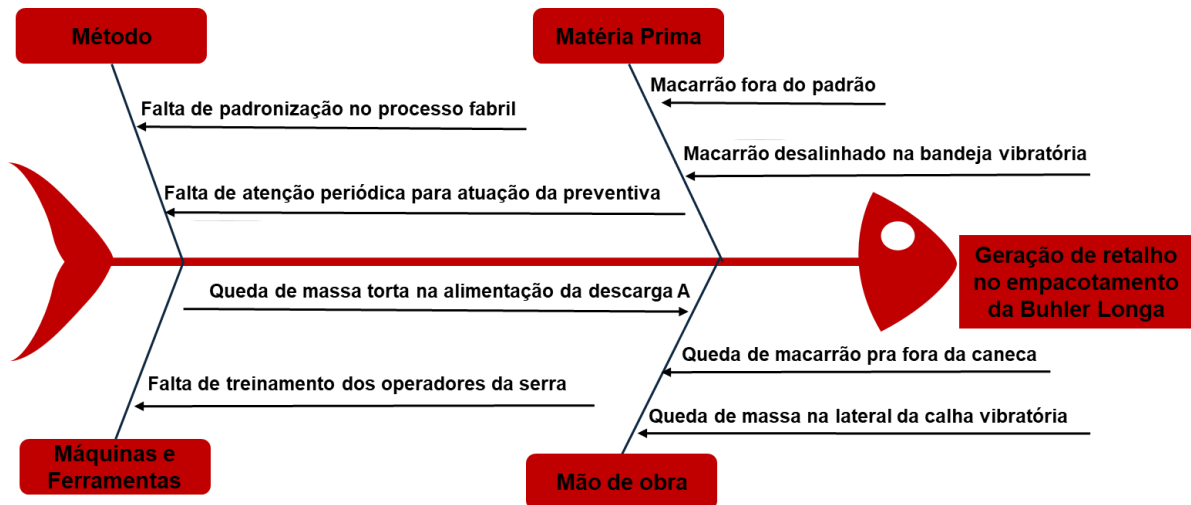 Método
Matéria Prima
Macarrão fora do padrão
Falta de padronização no processo fabril
Macarrão desalinhado na bandeja vibratória
Falta de atenção periódica para atuação da preventiva
Geração de retalho
no empacotamento
da Buhler Longa
Queda de massa torta na alimentação da descarga A
Queda de macarrão pra fora da caneca
Falta de treinamento dos operadores da serra
Queda de massa na lateral da calha vibratória
Máquinas e
Ferramentas
Mão de obra